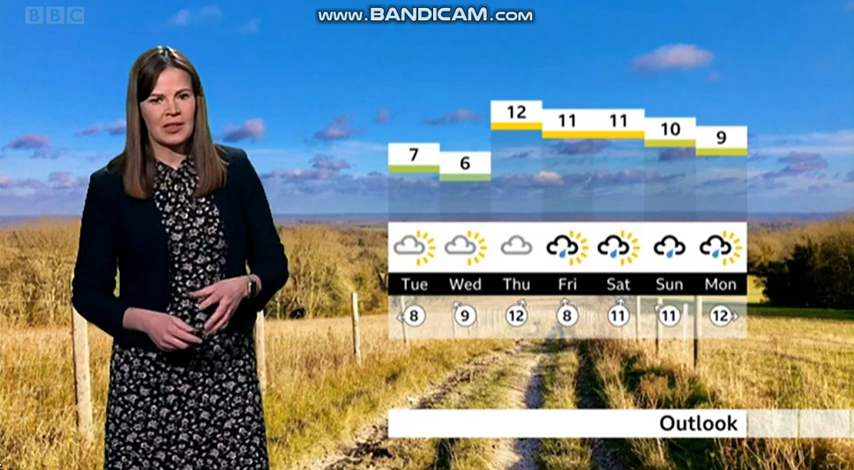 BBC
www.BANDICAM.com
7 6 12 11 11 10 9
Tue Wed Thu Fri Sat Sun Mon
8 9 12 8 11 11 12
Outlook